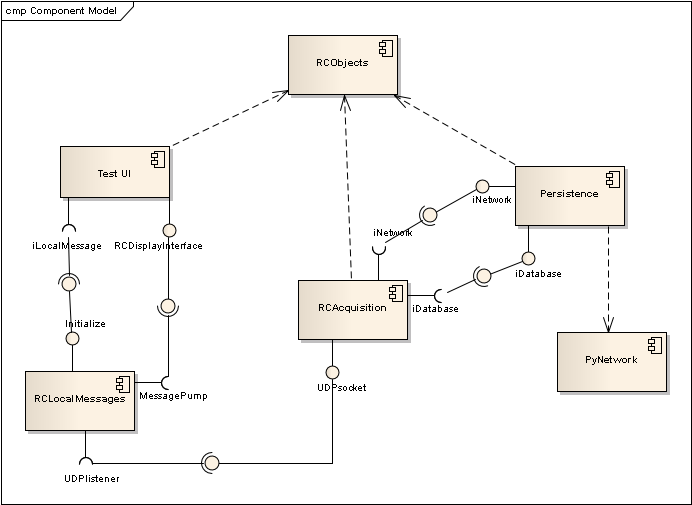 cmp Component Model
RCObjects
Test UI
Persistence
iNetwork
iNetwork
iLocalMessage
RCDisplayInterface
iDatabase
RCAcquisition
iDatabase
Initialize
PyNetwork
UDPsocket
RCLocalMessages
MessagePump
UDPlistener